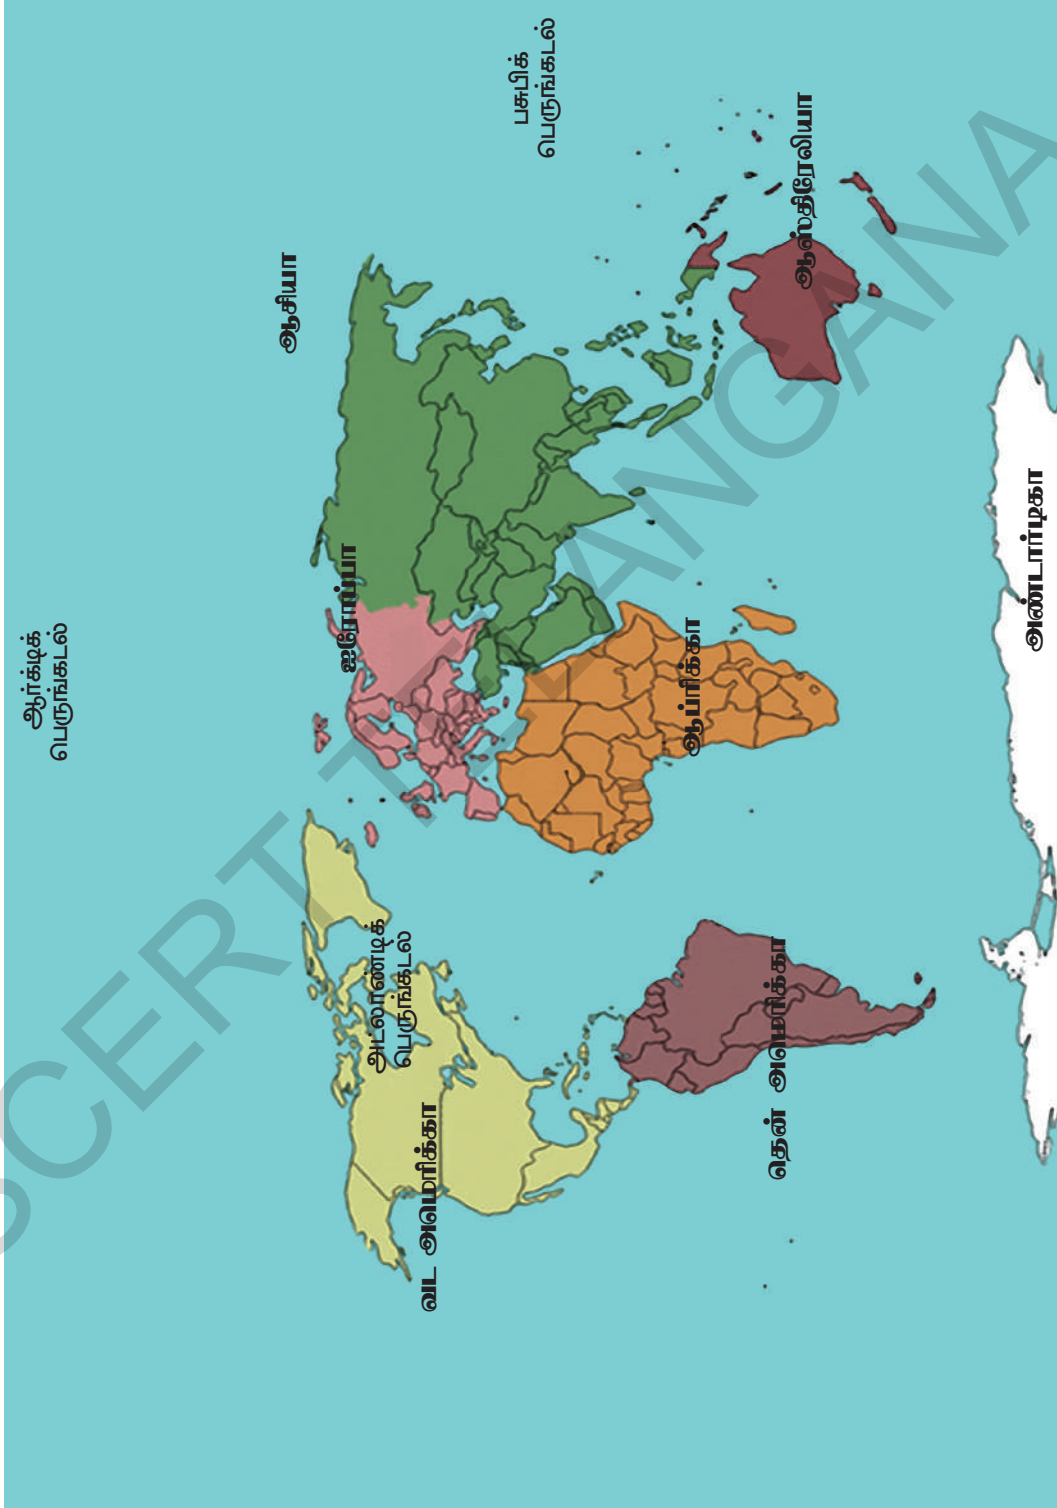 ஆர்க்டிக்
பெருங்கடல்
ஆசியா
ஐரோப்பா
பசுபிக்
பெருங்கடல்
அட்லாண்டிக்
பெருங்கடல்
வட அமெரிக்கா
ஆப்ரிக்கா
தென் அமெரிக்கா
ஆஸ்திரேலியா
அண்டார்டிகா
SCERT TELANGANA